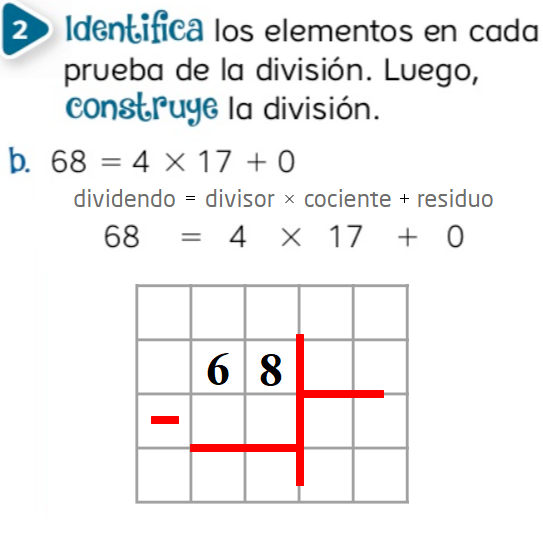 2 Identifica los elementos en cada
prueba de la división. Luego,
construye la división.
b. 68 = 4 × 17 + 0
dividendo = divisor × cociente + residuo
68 = 4 × 17 + 0
6 8
−